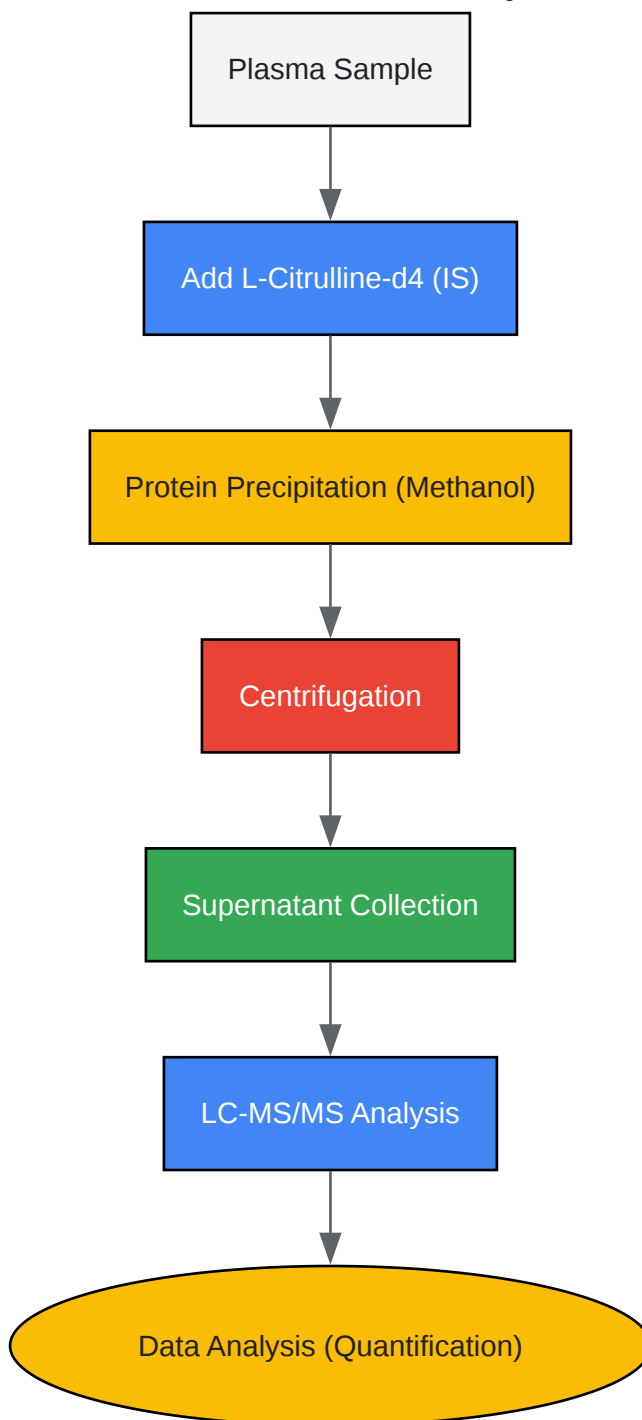 Plasma Sample
Add L-Citrulline-d4 (IS)
Protein Precipitation (Methanol)
Centrifugation
Supernatant Collection
LC-MS/MS Analysis
Data Analysis (Quantification)